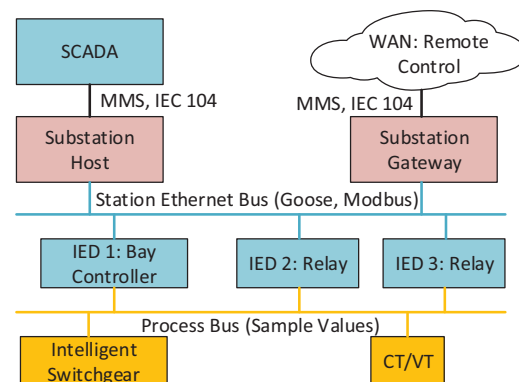 SCADA
WAN: Remote
Control
MMS, IEC 104
MMS, IEC 104
Substation
Host
Substation
Gateway
Station Ethernet Bus (Goose, Modbus)
IED 1: Bay
Controller
IED 2: Relay
IED 3: Relay
Process Bus (Sample Values)
Intelligent
Switchgear
CT/VT